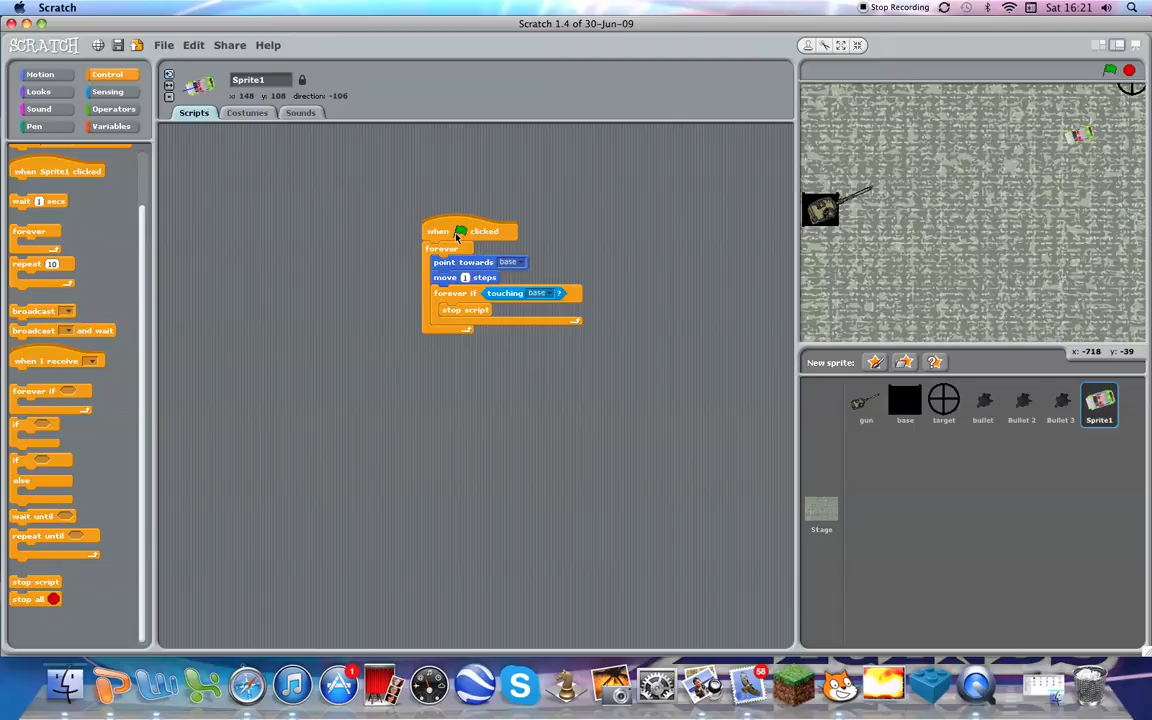 Scratch
Stop Recording
Sat 16:21
Scratch 1.4 of 30-Jun-09
SCRATCH
File
Edit
Share
Help
Motion
Control
Looks
Sensing
Sound
Operators
Pen
Variables
Sprite1
x: 148 y: 108 direction: -106
Scripts
Costumes
Sounds
when Sprite1 clicked
wait 1 secs
forever
repeat 10
broadcast
broadcast and wait
when I receive
forever if
if
if
else
wait until
repeat until
stop script
stop all
when clicked
forever
point towards base
move 1 steps
forever if touching base ?
stop script
x: -718 y: -39
New sprite:
gun
base
target
bullet
Bullet 2
Bullet 3
Sprite1
Stage
1
58